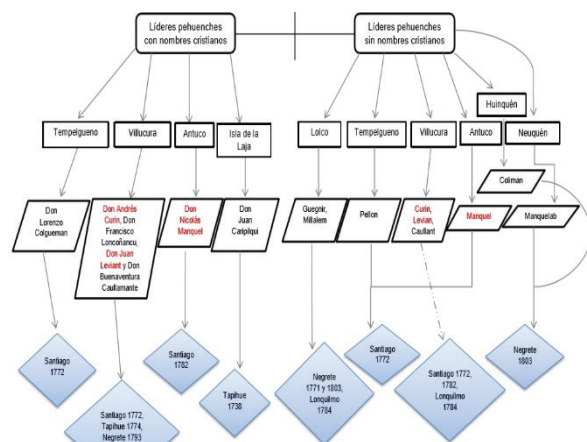 Líderes pehuenches
con nombres cristianos
Líderes pehuenches
sin nombres cristianos
Huinquén
Tempelgueno
Villucura
Antuco
Isla de la
Laja
Lolco
Tempelgueno
Villucura
Antuco
Neuquén
Coliman
Don
Lorenzo
Colgueman
Don Andrés
Curin, Don
Francisco
Loncoñancu,
Don Juan
Leviant y Don
Buenaventura
Caullamante
Don
Nicolás
Manquel
Don
Juan
Caripilqui
Guegnir,
Millalem
Pellon
Curin,
Levian,
Caullant
Manquel
Manquelab
Santiago
1772
Santiago 1772,
Tapihue 1774,
Negrete 1793
Santiago
1782
Tapihue
1738
Negrete
1771 y 1803,
Lonquilmo
1784
Santiago
1772
Santiago 1772,
1782,
Lonquilmo
1784
Negrete
1803